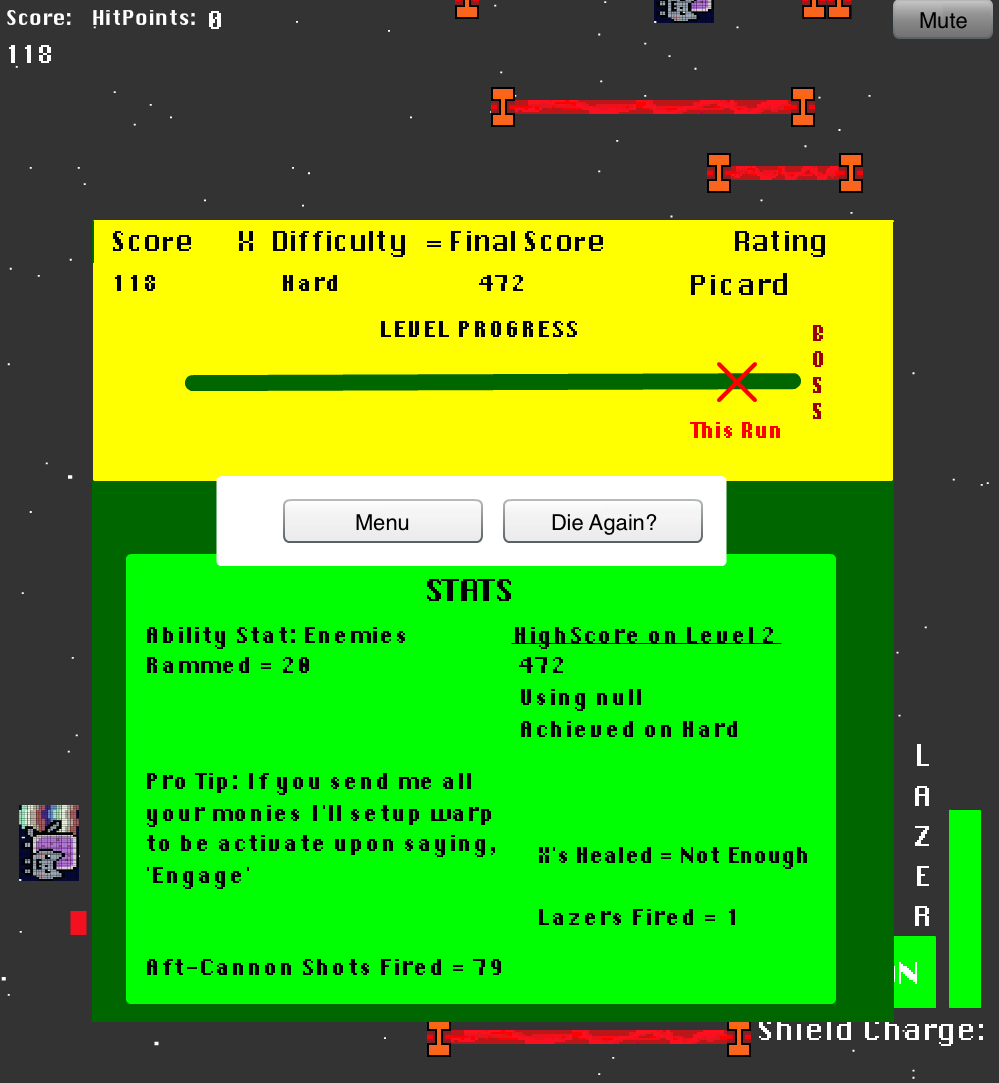 Score: HitPoints: 0
118
Mute
Score X Difficulty = Final Score Rating
118 Hard 472 Picard
LEVEL PROGRESS
BOSS
This Run
Menu Die Again?
STATS
Ability Stat: Enemies
Rammed = 20
HighScore on Level 2
472
Using null
Achieved on Hard
Pro Tip: If you send me all
your monies I'll setup warp
to be activate upon saying,
'Engage'
X's Healed = Not Enough
Lazers Fired = 1
Aft-Cannon Shots Fired = 79
LAZER
ON
Shield Charge: